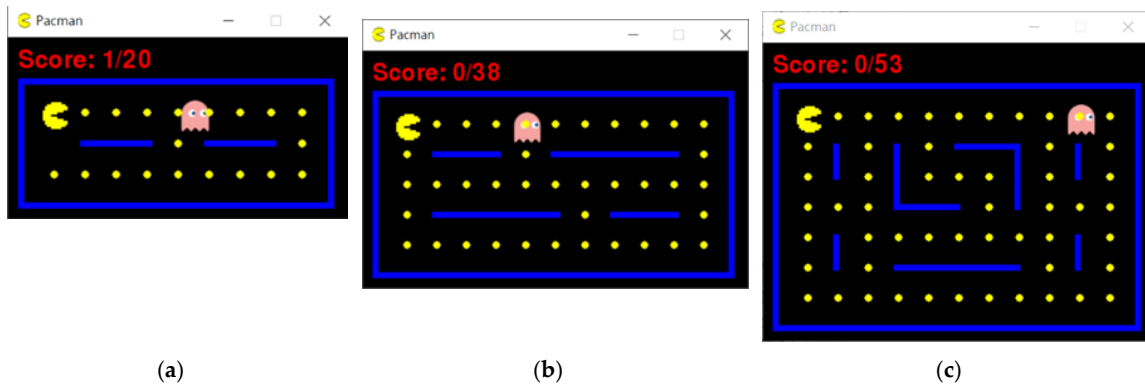 Pacman
Score: 1/20
Pacman
Score: 0/38
Pacman
Score: 0/53
(a)
(b)
(c)